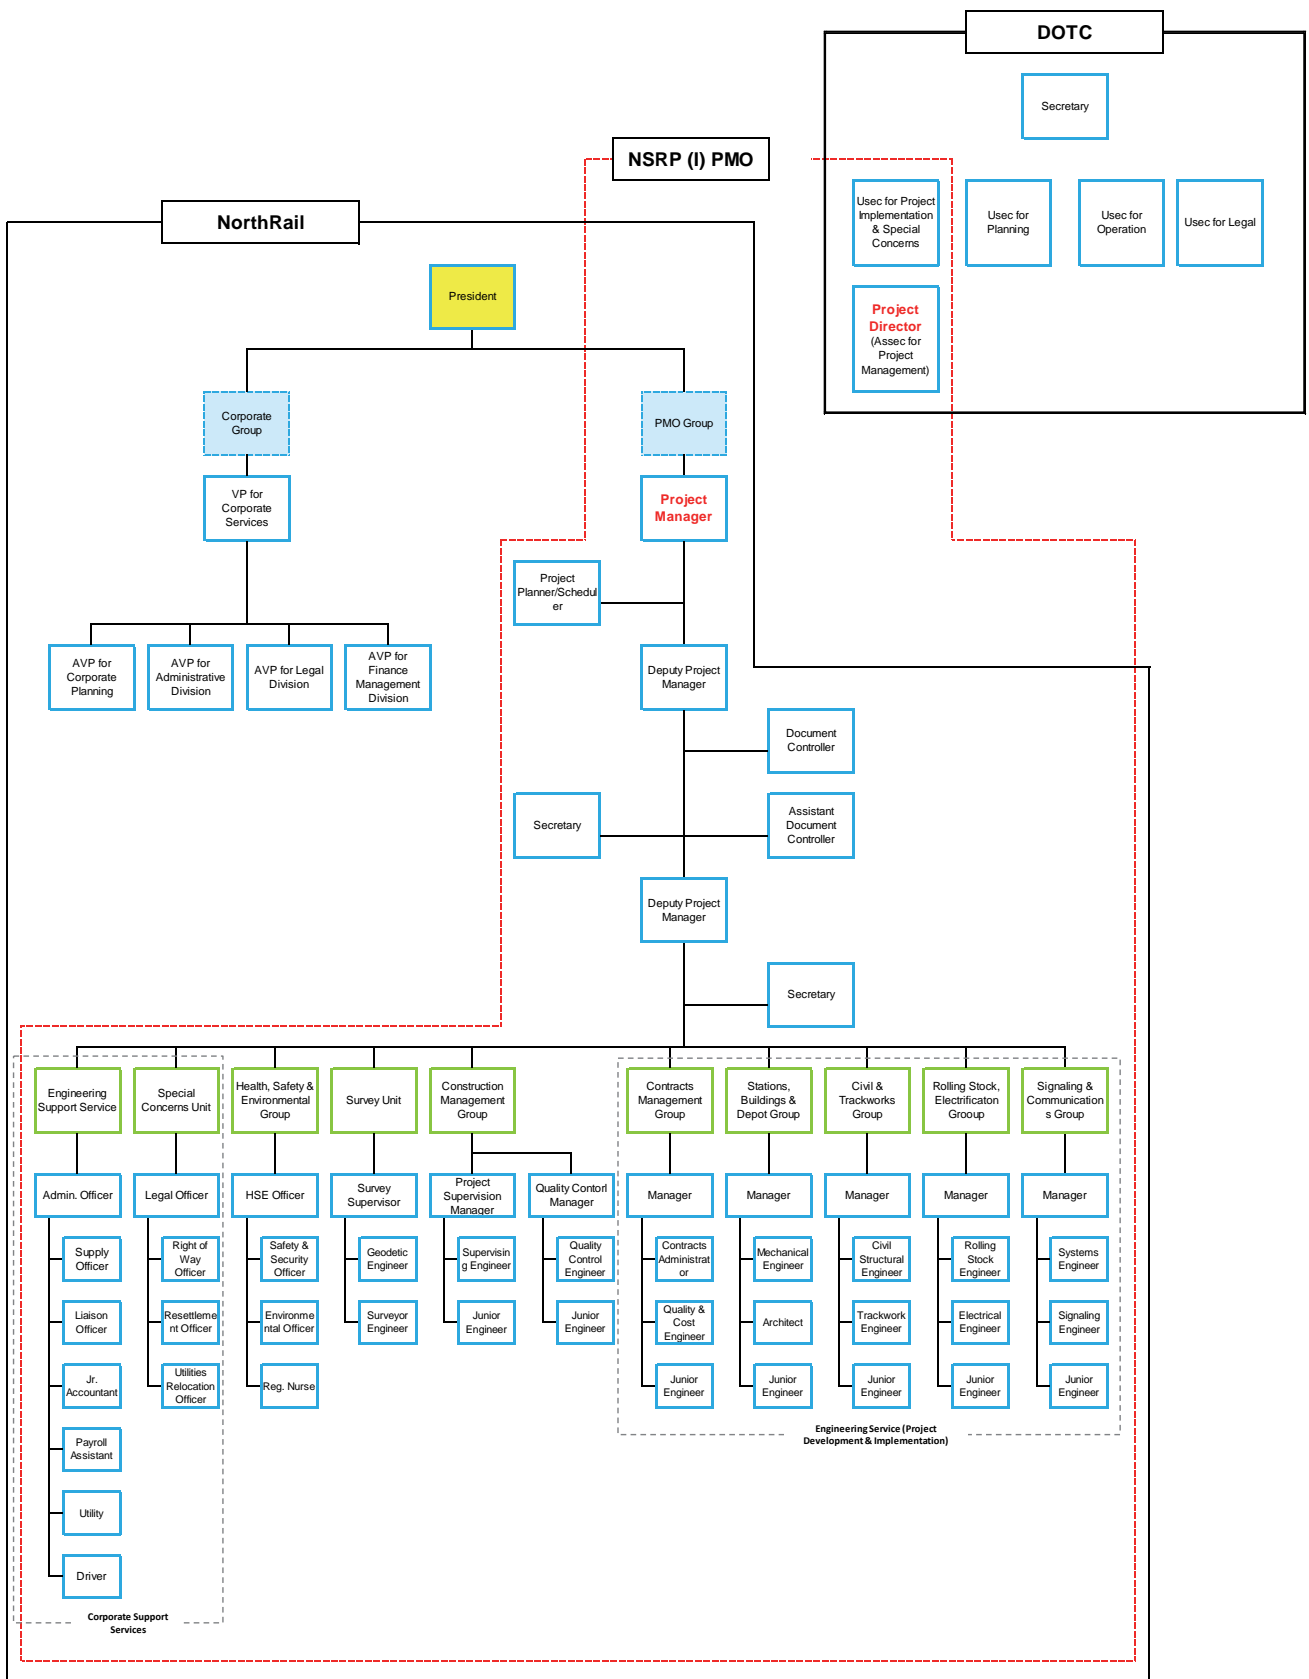 DOTC
Secretary
NSRP (I) PMO
Usec for Project
Implementation
& Special
Concerns
Usec for
Planning
Usec for
Operation
Usec for Legal
NorthRail
President
Project
Director
(Assec for
Project
Management)
Corporate
Group
PMO Group
VP for
Corporate
Services
Project
Manager
Project
Planner/Schedul
er
AVP for
Corporate
Planning
AVP for
Administrative
Division
AVP for Legal
Division
AVP for
Finance
Management
Division
Deputy Project
Manager
Document
Controller
Secretary
Assistant
Document
Controller
Deputy Project
Manager
Secretary
Engineering
Support Service
Special
Concerns Unit
Health, Safety &
Environmental
Group
Survey Unit
Construction
Management
Group
Contracts
Management
Group
Stations,
Buildings &
Depot Group
Civil &
Trackworks
Group
Rolling Stock,
Electrificaton
Grooup
Signaling &
Communication
s Group
Admin. Officer
Legal Officer
HSE Officer
Survey
Supervisor
Project
Supervision
Manager
Quality Contorl
Manager
Manager
Manager
Manager
Manager
Manager
Supply
Officer
Right of
Way
Officer
Safety &
Security
Officer
Geodetic
Engineer
Supervisin
g Engineer
Quality
Control
Engineer
Contracts
Administrat
or
Mechanical
Engineer
Civil
Structural
Engineer
Rolling
Stock
Engineer
Systems
Engineer
Liaison
Officer
Resettleme
nt Officer
Environme
ntal Officer
Surveyor
Engineer
Junior
Engineer
Junior
Engineer
Quality &
Cost
Engineer
Architect
Trackwork
Engineer
Electrical
Engineer
Signaling
Engineer
Jr.
Accountant
Utilities
Relocation
Officer
Reg. Nurse
Junior
Engineer
Junior
Engineer
Junior
Engineer
Junior
Engineer
Junior
Engineer
Engineering Service (Project
Development & Implementation)
Payroll
Assistant
Utility
Driver
Corporate Support
Services